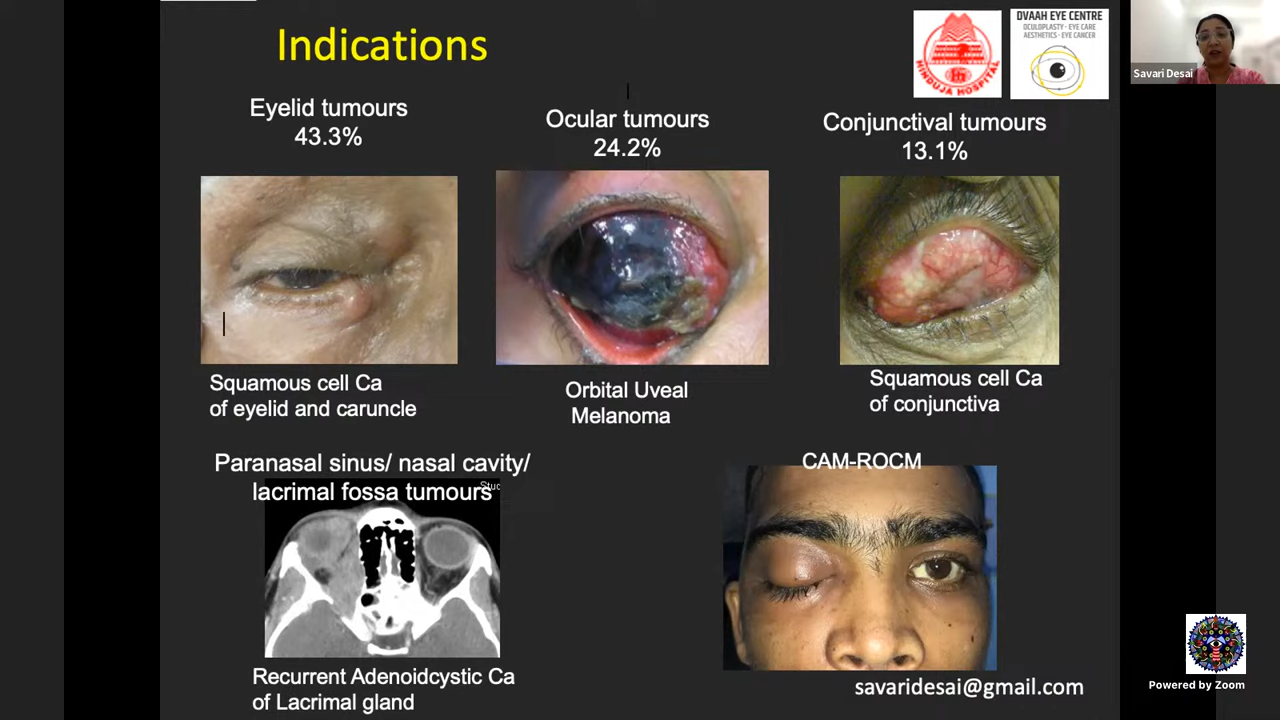 Indications
HINDUJA HOSPITAL
DVAAH EYE CENTRE
OCULOPLASTY - EYE CARE
AESTHETICS - EYE CANCER
Savari Desai
Eyelid tumours
43.3%
Ocular tumours
24.2%
Conjunctival tumours
13.1%
Squamous cell Ca
of eyelid and caruncle
Orbital Uveal
Melanoma
Squamous cell Ca
of conjunctiva
Paranasal sinus/ nasal cavity/
lacrimal fossa tumours
CAM-ROCM
Recurrent Adenoidcystic Ca
of Lacrimal gland
savaridesai@gmail.com
Powered by Zoom